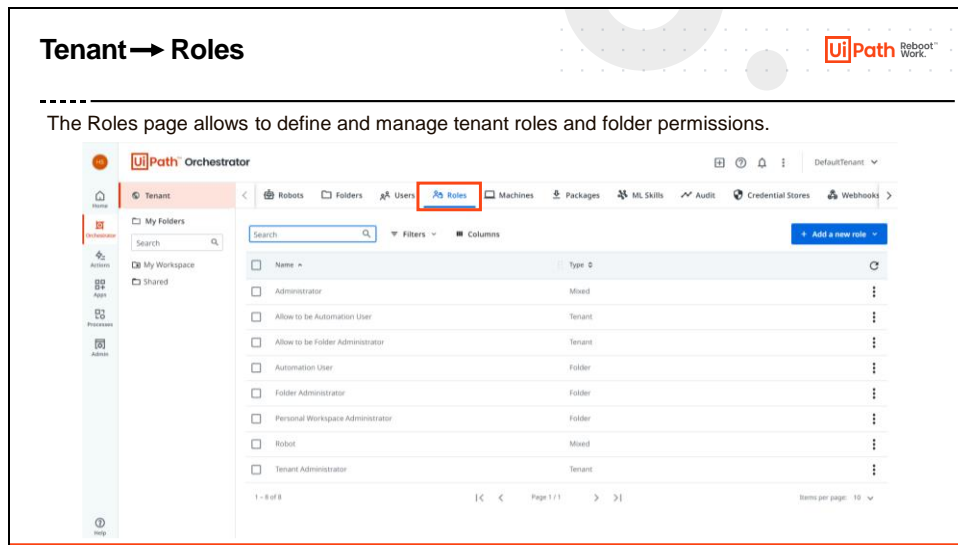 Tenant → Roles
UiPath™ Reboot Work.™
The Roles page allows to define and manage tenant roles and folder permissions.
HS UiPath™ Orchestrator DefaultTenant
Home
Orchestrator
Actions
Apps
Processes
Admin
Help
Tenant
My Folders
Search
My Workspace
Shared
Robots Folders Users Roles Machines Packages ML Skills Audit Credential Stores Webhooks
Search Filters Columns + Add a new role
Name Type
Administrator Mixed
Allow to be Automation User Tenant
Allow to be Folder Administrator Tenant
Automation User Folder
Folder Administrator Folder
Personal Workspace Administrator Folder
Robot Mixed
Tenant Administrator Tenant
1 - 8 of 8 Page 1 / 1 Items per page: 10